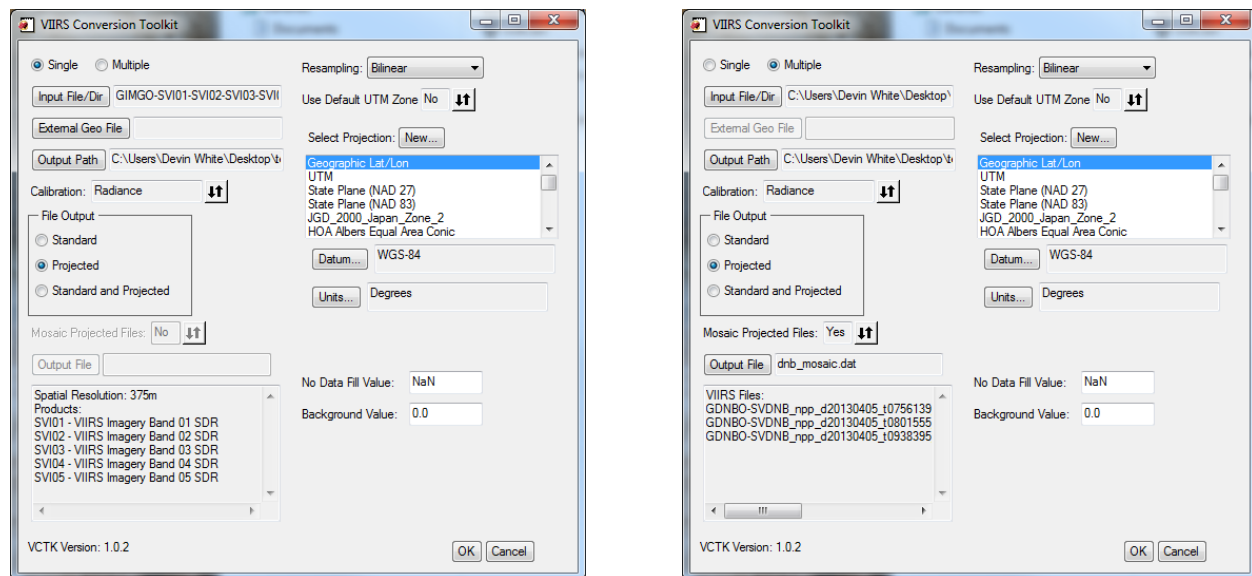 VIIRS Conversion Toolkit
Single Multiple
Input File/Dir GIMGO-SVI01-SVI02-SVI03-SVI
External Geo File
Output Path C:\Users\Devin White\Desktop\t
Calibration: Radiance
File Output
Standard
Projected
Standard and Projected
Mosaic Projected Files: No
Output File
Spatial Resolution: 375m
Products:
SVI01 - VIIRS Imagery Band 01 SDR
SVI02 - VIIRS Imagery Band 02 SDR
SVI03 - VIIRS Imagery Band 03 SDR
SVI04 - VIIRS Imagery Band 04 SDR
SVI05 - VIIRS Imagery Band 05 SDR
VCTK Version: 1.0.2
Resampling: Bilinear
Use Default UTM Zone No
Select Projection: New...
Geographic Lat/Lon
UTM
State Plane (NAD 27)
State Plane (NAD 83)
JGD_2000_Japan_Zone_2
HOA Albers Equal Area Conic
Datum... WGS-84
Units... Degrees
No Data Fill Value: NaN
Background Value: 0.0
OK Cancel
VIIRS Conversion Toolkit
Single Multiple
Input File/Dir C:\Users\Devin White\Desktop\
External Geo File
Output Path C:\Users\Devin White\Desktop\t
Calibration: Radiance
File Output
Standard
Projected
Standard and Projected
Mosaic Projected Files: Yes
Output File dnb_mosaic.dat
VIIRS Files:
GDNBO-SVDNB_npp_d20130405_t0756139
GDNBO-SVDNB_npp_d20130405_t0801555
GDNBO-SVDNB_npp_d20130405_t0938395
VCTK Version: 1.0.2
Resampling: Bilinear
Use Default UTM Zone No
Select Projection: New...
Geographic Lat/Lon
UTM
State Plane (NAD 27)
State Plane (NAD 83)
JGD_2000_Japan_Zone_2
HOA Albers Equal Area Conic
Datum... WGS-84
Units... Degrees
No Data Fill Value: NaN
Background Value: 0.0
OK Cancel